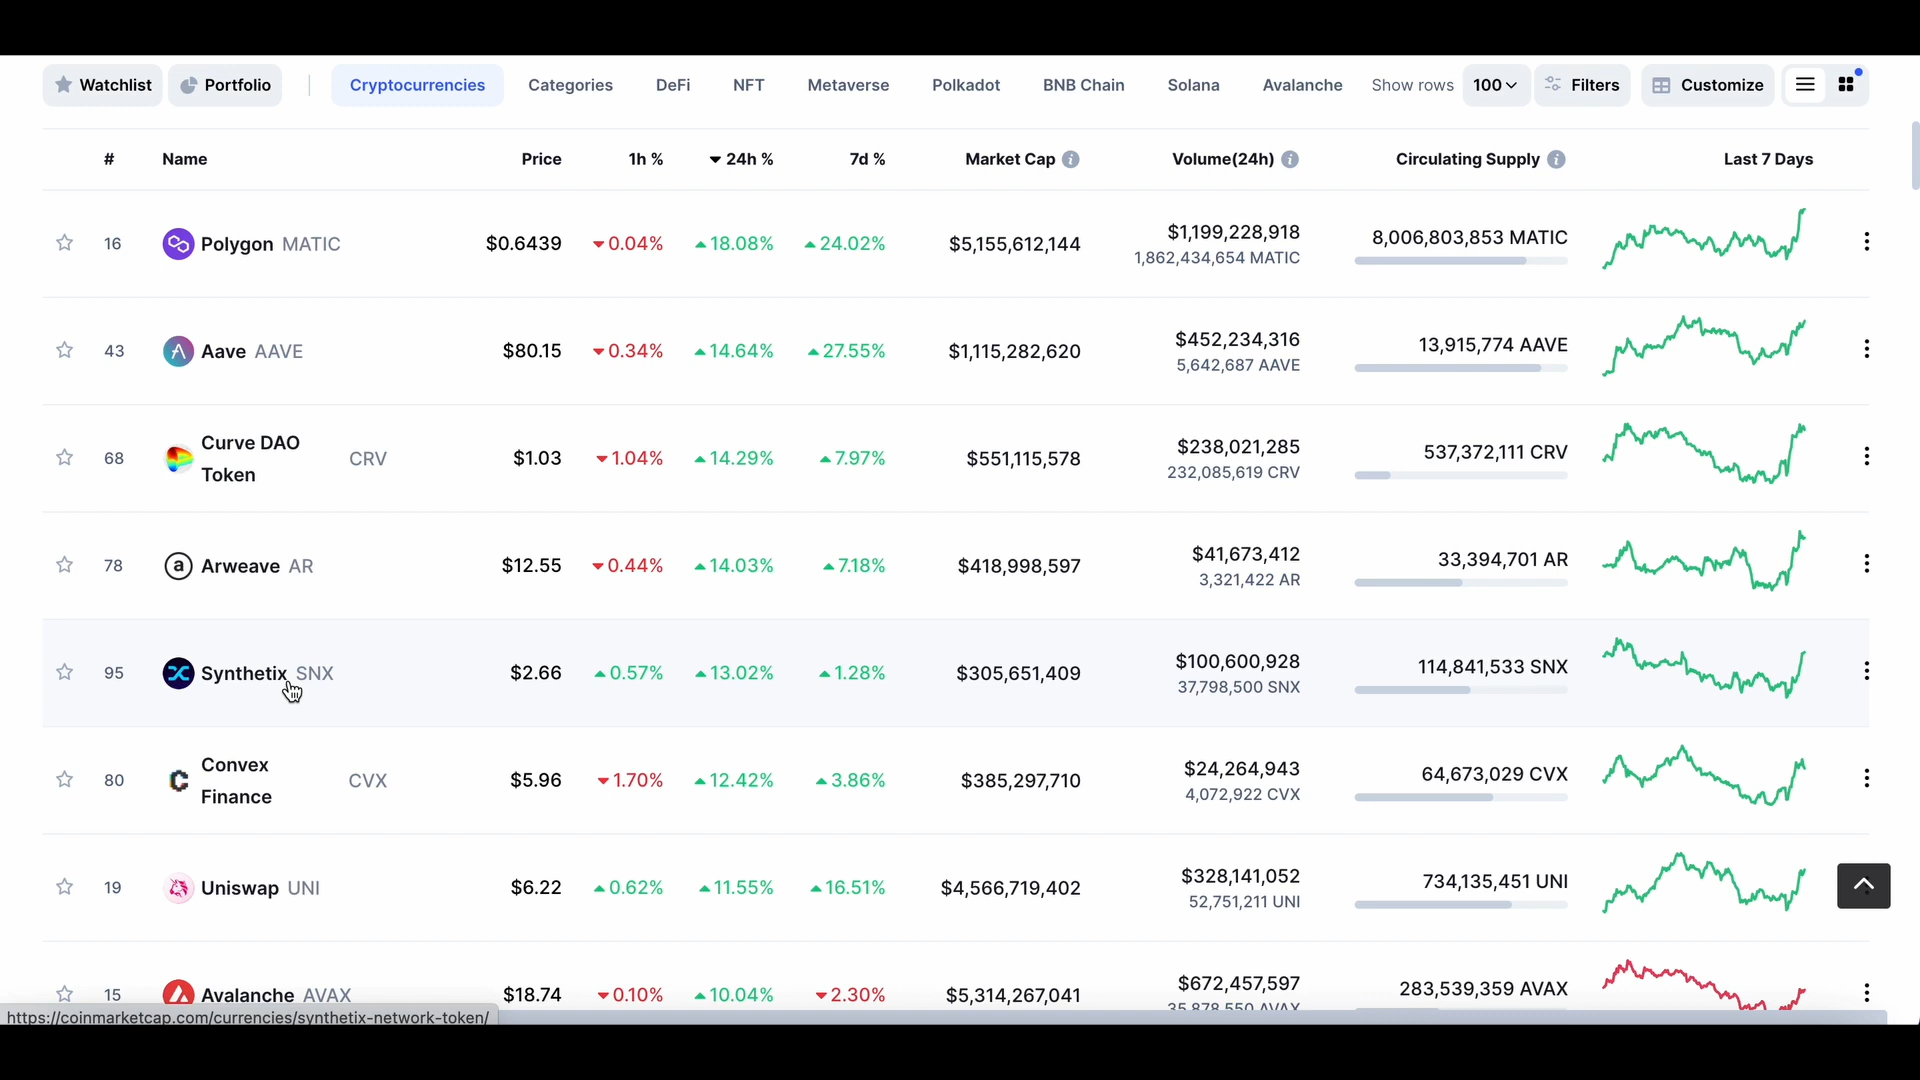 Watchlist Portfolio Cryptocurrencies Categories DeFi NFT Metaverse Polkadot BNB Chain Solana Avalanche Show rows 100 Filters Customize
# Name Price 1h % 24h % 7d % Market Cap Volume(24h) Circulating Supply Last 7 Days
16 Polygon MATIC $0.6439 0.04% 18.08% 24.02% $5,155,612,144 $1,199,228,918 8,006,803,853 MATIC
1,862,434,654 MATIC
43 Aave AAVE $80.15 0.34% 14.64% 27.55% $1,115,282,620 $452,234,316 13,915,774 AAVE
5,642,687 AAVE
68 Curve DAO Token CRV $1.03 1.04% 14.29% 7.97% $551,115,578 $238,021,285 537,372,111 CRV
232,085,619 CRV
78 Arweave AR $12.55 0.44% 14.03% 7.18% $418,998,597 $41,673,412 33,394,701 AR
3,321,422 AR
95 Synthetix SNX $2.66 0.57% 13.02% 1.28% $305,651,409 $100,600,928 114,841,533 SNX
37,798,500 SNX
80 Convex Finance CVX $5.96 1.70% 12.42% 3.86% $385,297,710 $24,264,943 64,673,029 CVX
4,072,922 CVX
19 Uniswap UNI $6.22 0.62% 11.55% 16.51% $4,566,719,402 $328,141,052 734,135,451 UNI
52,751,211 UNI
15 Avalanche AVAX $18.74 0.10% 10.04% 2.30% $5,314,267,041 $672,457,597 283,539,359 AVAX
35,878,550 AVAX
https://coinmarketcap.com/currencies/synthetix-network-token/